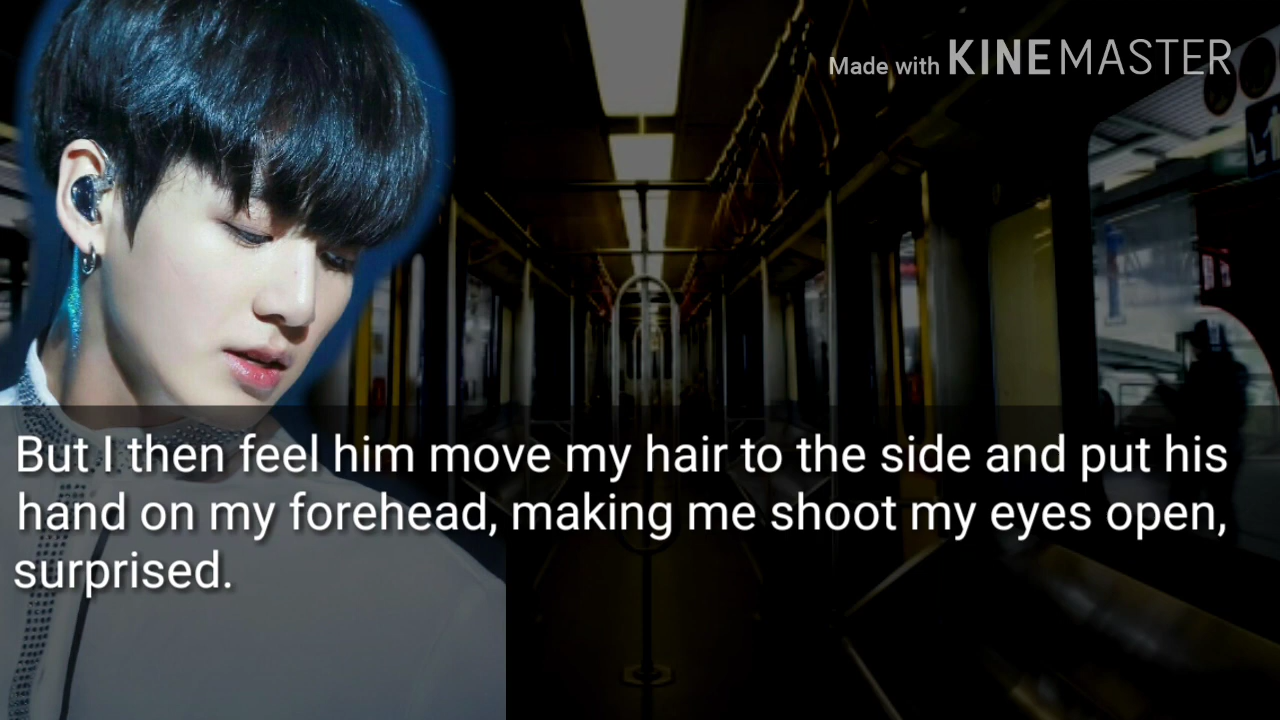 Made with KINEMASTER
But I then feel him move my hair to the side and put his
hand on my forehead, making me shoot my eyes open,
surprised.